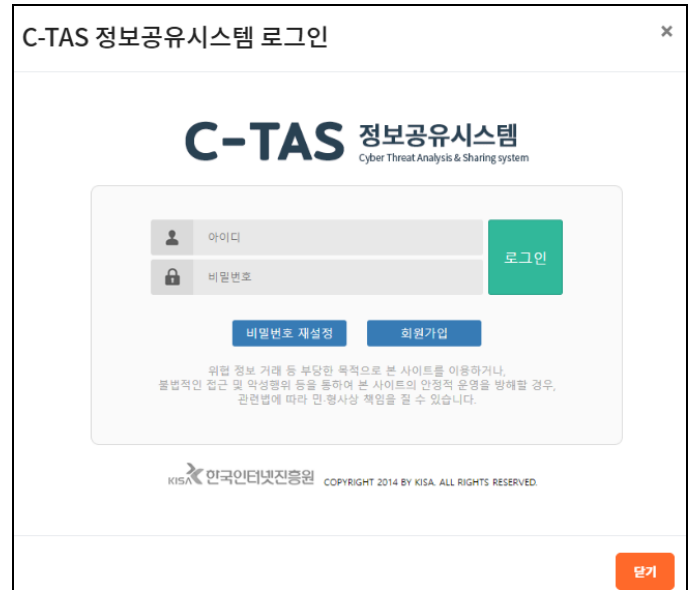 C-TAS 정보공유시스템 로그인
×
C-TAS 정보공유시스템
Cyber Threat Analysis & Sharing system
아이디
로그인
비밀번호
비밀번호 재설정 회원가입
위협 정보 거래 등 부당한 목적으로 본 사이트를 이용하거나,
불법적인 접근 및 악성행위 등을 통하여 본 사이트의 안정적 운영을 방해할 경우,
관련법에 따라 민·형사상 책임을 질 수 있습니다.
KISA 한국인터넷진흥원 COPYRIGHT 2014 BY KISA. ALL RIGHTS RESERVED.
닫기